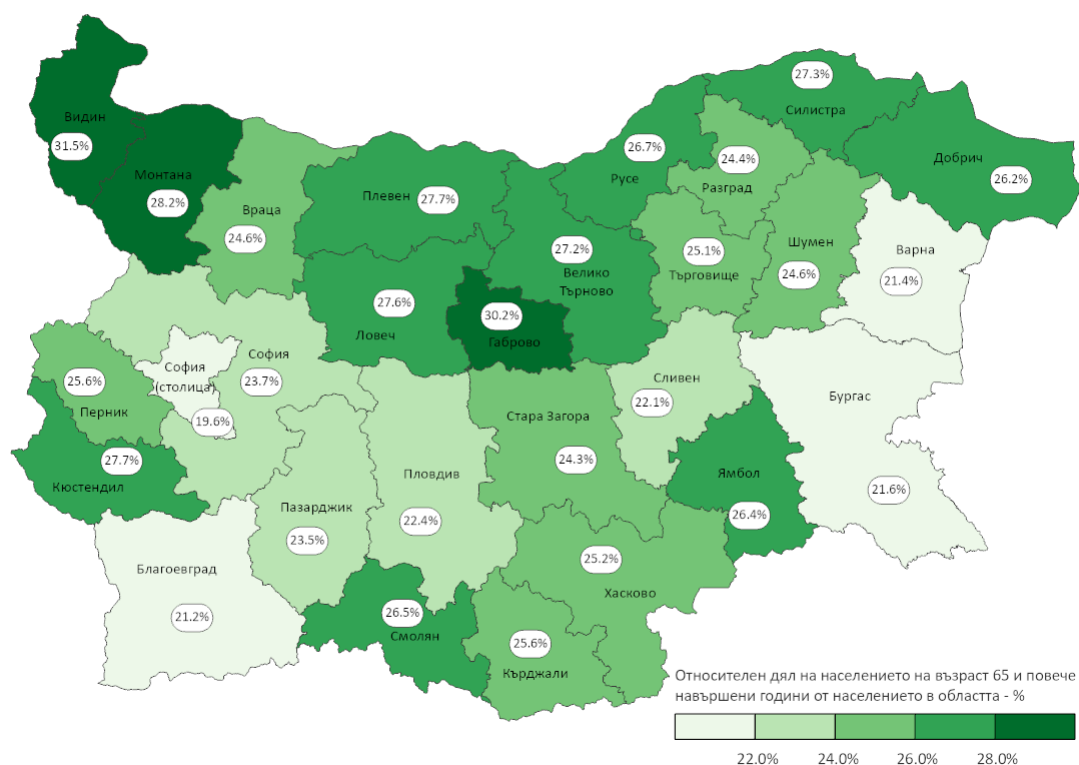 27.3%
Силистра
Видин
31.5%
26.7%
Русе
24.4%
Разград
Добрич
26.2%
Монтана
28.2%
Плевен
27.7%
Враца
24.6%
27.2%
Велико
Търново
25.1%
Търговище
Шумен
24.6%
Варна
21.4%
27.6%
Ловеч
30.2%
Габрово
София
(столица)
19.6%
София
23.7%
25.6%
Перник
Сливен
22.1%
Бургас
21.6%
Стара Загора
24.3%
27.7%
Кюстендил
Пловдив
22.4%
Ямбол
26.4%
Пазарджик
23.5%
Благоевград
21.2%
25.2%
Хасково
26.5%
Смолян
25.6%
Кърджали
Относителен дял на населението на възраст 65 и повече
навършени години от населението в областта - %
22.0% 24.0% 26.0% 28.0%